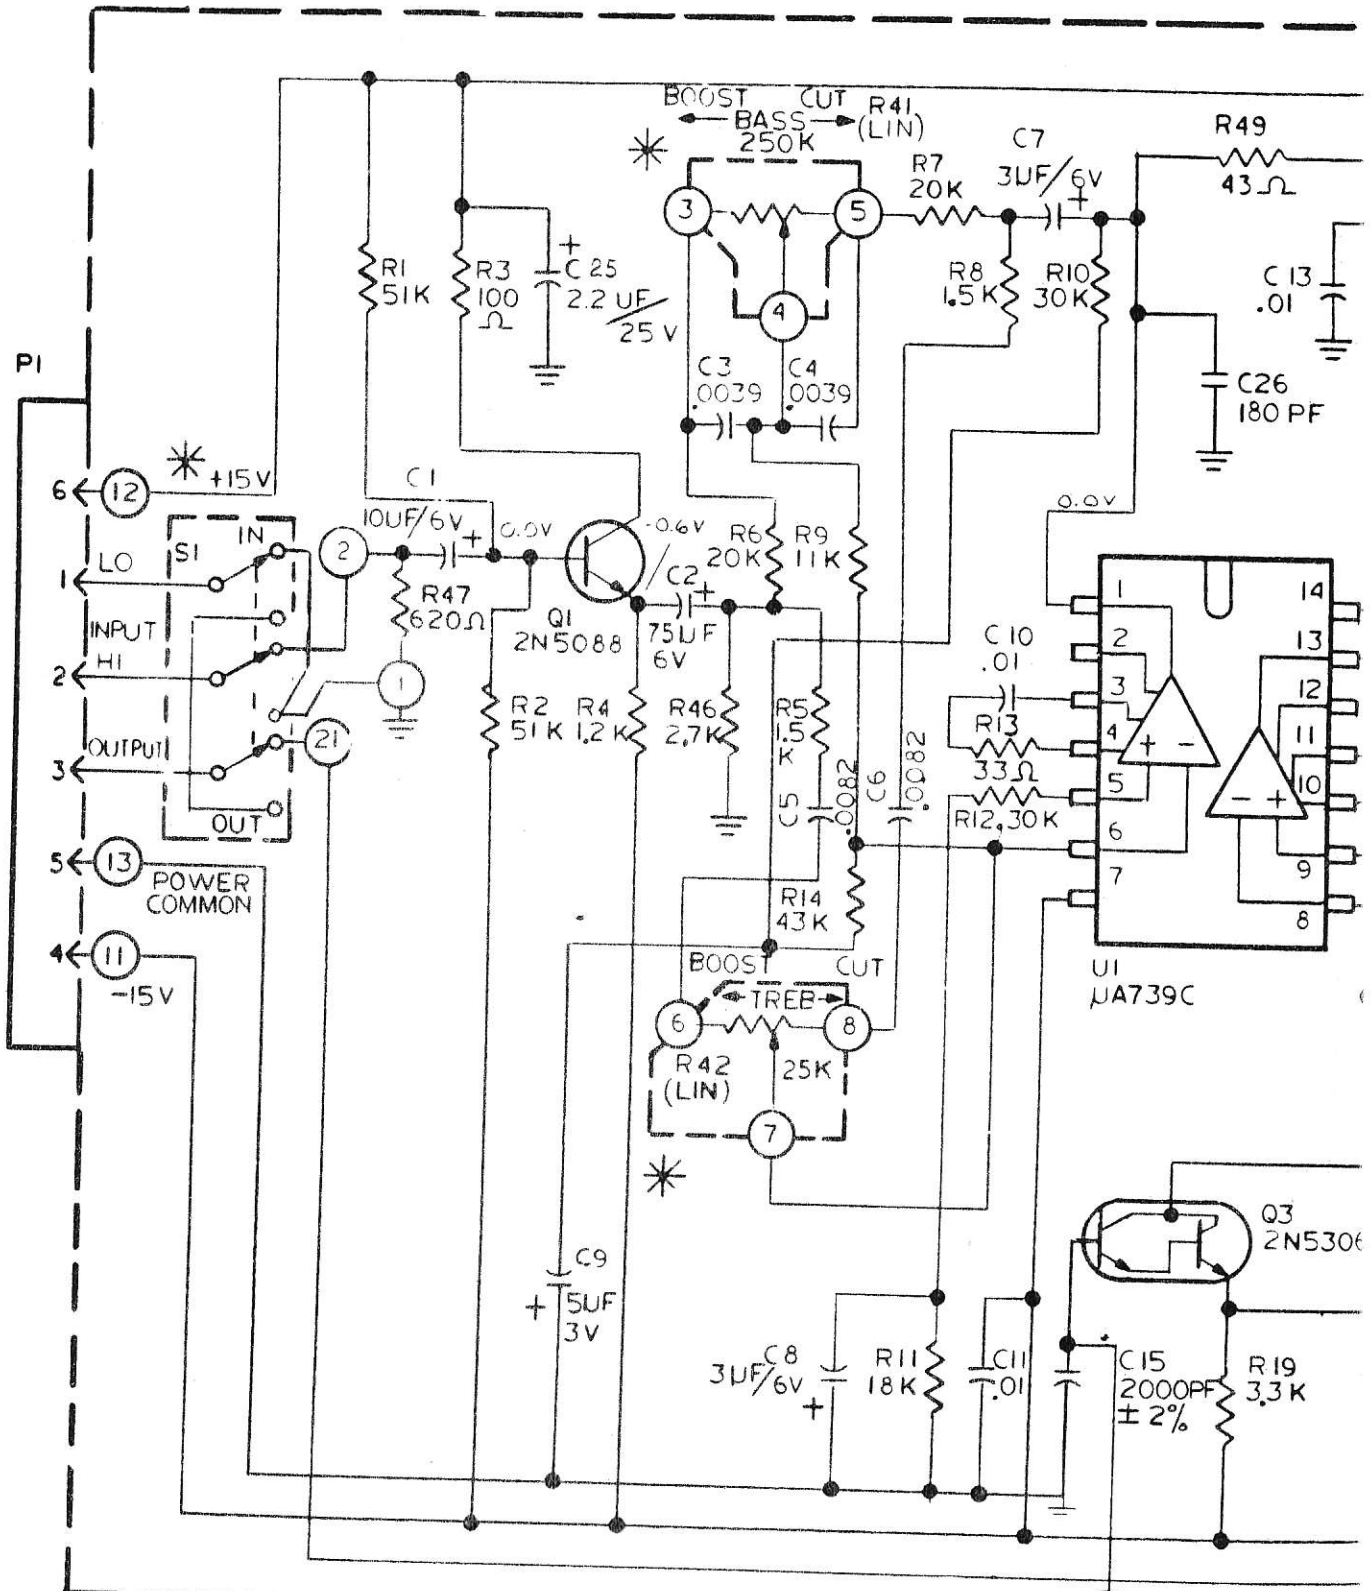 BOOST CUT R41
BASS (LIN)
250K
C7
3UF/6V
+
R49
43Ω
R7
20K
3
5
4
R1
51K
R3
100
Ω
+
C25
2.2 UF/25 V
R8
1.5K
R10
30K
C13
.01
P1
C3
.0039
C4
.0039
C26
180 PF
6
12
+15V
C1
10UF/6V
+
0.0V
-0.6V
0.0V
S1
IN
2
R6
20K
R9
11K
1
LO
R47
620Ω
Q1
2N5088
C2
+
75UF
6V
INPUT
HI
2
1
C10
.01
1
2
3
4
5
6
7
14
13
12
11
10
9
8
+ -
- +
R2
51K
R4
1.2K
R46
2.7K
R5
1.5
K
R13
33Ω
OUTPUT
3
21
C5
.0082
C6
.0082
R12,30K
OUT
5
13
POWER
COMMON
R14
43K
4
11
-15V
BOOST CUT
TREB
6
8
U1
µA739C
R42
(LIN)
25K
7
Q3
2N5306
C9
+ 5UF
3V
C8
3UF/6V
+
R11
18K
C11
.01
C15
2000PF
±2%
R19
3.3K